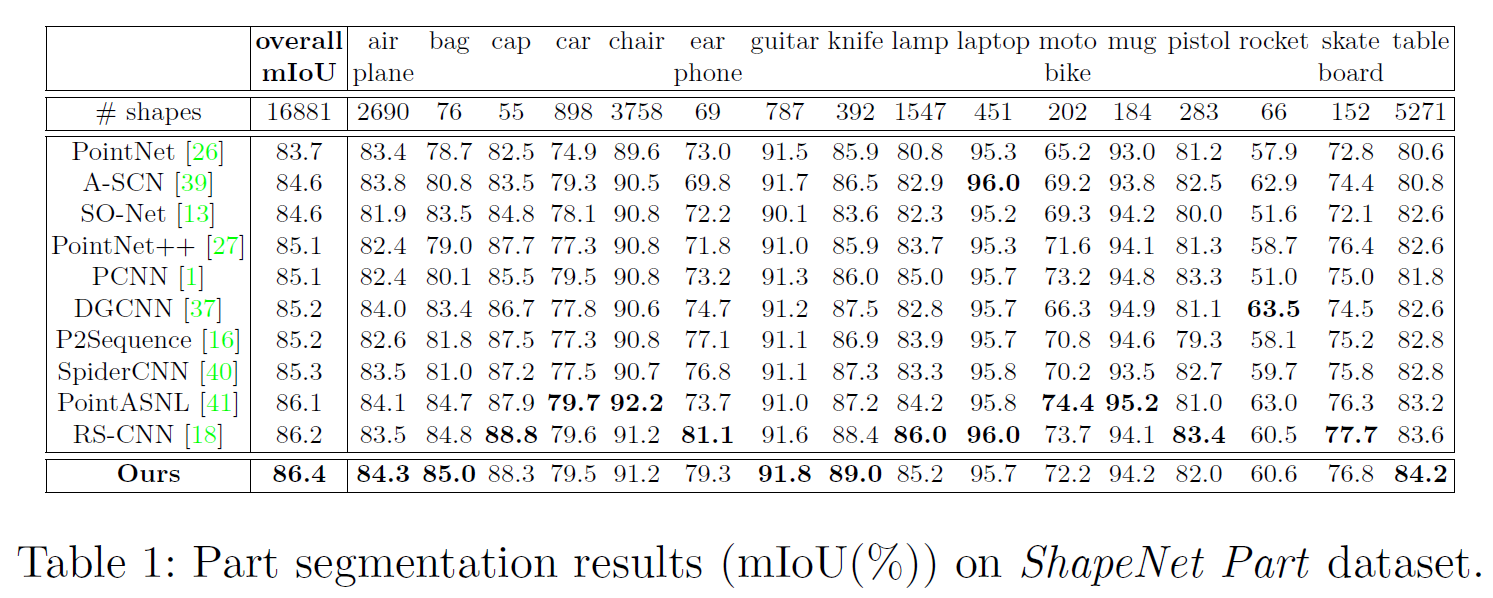 overall air bag cap car chair ear guitar knife lamp laptop moto mug pistol rocket skate table
mIoU plane phone bike board
# shapes 16881 2690 76 55 898 3758 69 787 392 1547 451 202 184 283 66 152 5271
PointNet [26] 83.7 83.4 78.7 82.5 74.9 89.6 73.0 91.5 85.9 80.8 95.3 65.2 93.0 81.2 57.9 72.8 80.6
A-SCN [39] 84.6 83.8 80.8 83.5 79.3 90.5 69.8 91.7 86.5 82.9 96.0 69.2 93.8 82.5 62.9 74.4 80.8
SO-Net [13] 84.6 81.9 83.5 84.8 78.1 90.8 72.2 90.1 83.6 82.3 95.2 69.3 94.2 80.0 51.6 72.1 82.6
PointNet++ [27] 85.1 82.4 79.0 87.7 77.3 90.8 71.8 91.0 85.9 83.7 95.3 71.6 94.1 81.3 58.7 76.4 82.6
PCNN [1] 85.1 82.4 80.1 85.5 79.5 90.8 73.2 91.3 86.0 85.0 95.7 73.2 94.8 83.3 51.0 75.0 81.8
DGCNN [37] 85.2 84.0 83.4 86.7 77.8 90.6 74.7 91.2 87.5 82.8 95.7 66.3 94.9 81.1 63.5 74.5 82.6
P2Sequence [16] 85.2 82.6 81.8 87.5 77.3 90.8 77.1 91.1 86.9 83.9 95.7 70.8 94.6 79.3 58.1 75.2 82.8
SpiderCNN [40] 85.3 83.5 81.0 87.2 77.5 90.7 76.8 91.1 87.3 83.3 95.8 70.2 93.5 82.7 59.7 75.8 82.8
PointASNL [41] 86.1 84.1 84.7 87.9 79.7 92.2 73.7 91.0 87.2 84.2 95.8 74.4 95.2 81.0 63.0 76.3 83.2
RS-CNN [18] 86.2 83.5 84.8 88.8 79.6 91.2 81.1 91.6 88.4 86.0 96.0 73.7 94.1 83.4 60.5 77.7 83.6
Ours 86.4 84.3 85.0 88.3 79.5 91.2 79.3 91.8 89.0 85.2 95.7 72.2 94.2 82.0 60.6 76.8 84.2
Table 1: Part segmentation results (mIoU(%)) on ShapeNet Part dataset.